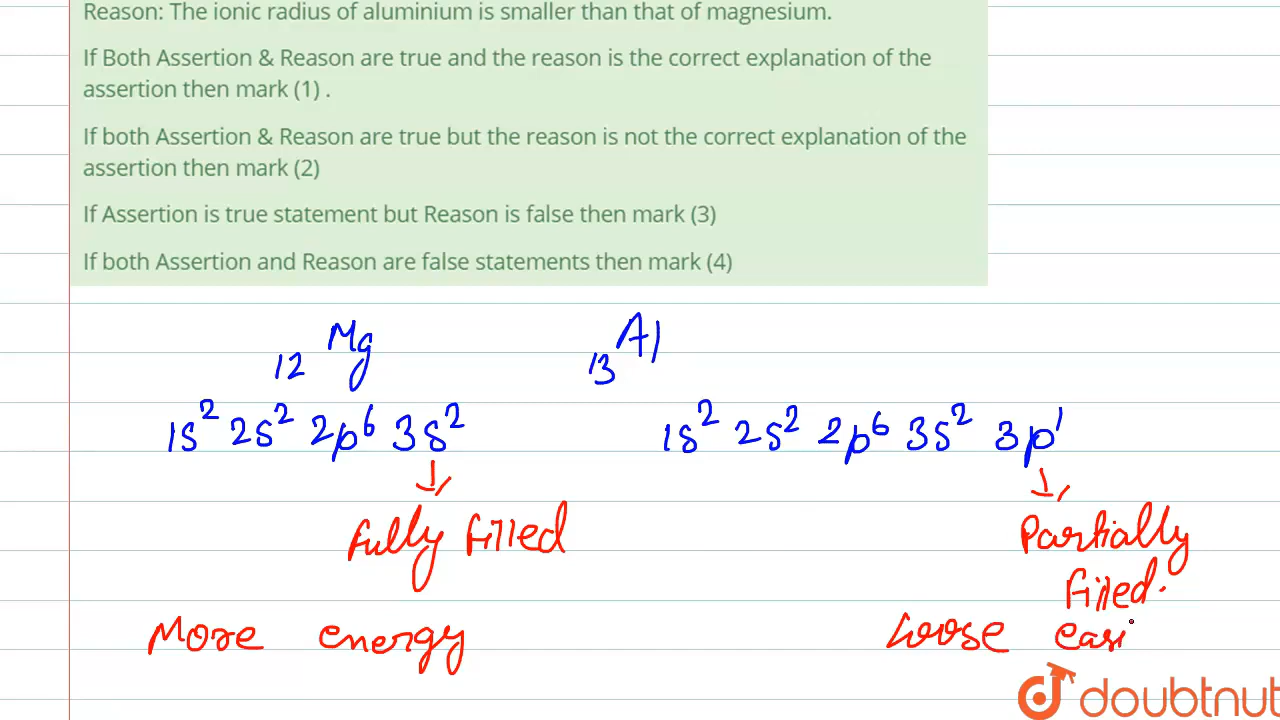 Reason: The ionic radius of aluminium is smaller than that of magnesium.
If Both Assertion & Reason are true and the reason is the correct explanation of the
assertion then mark (1) .
If both Assertion & Reason are true but the reason is not the correct explanation of the
assertion then mark (2)
If Assertion is true statement but Reason is false then mark (3)
If both Assertion and Reason are false statements then mark (4)
₁₂Mg ₁₃Al
1s² 2s² 2p⁶ 3s² 1s² 2s² 2p⁶ 3s² 3p¹
Fully filled Partially
filled.
More energy Loose easi
doubtnut